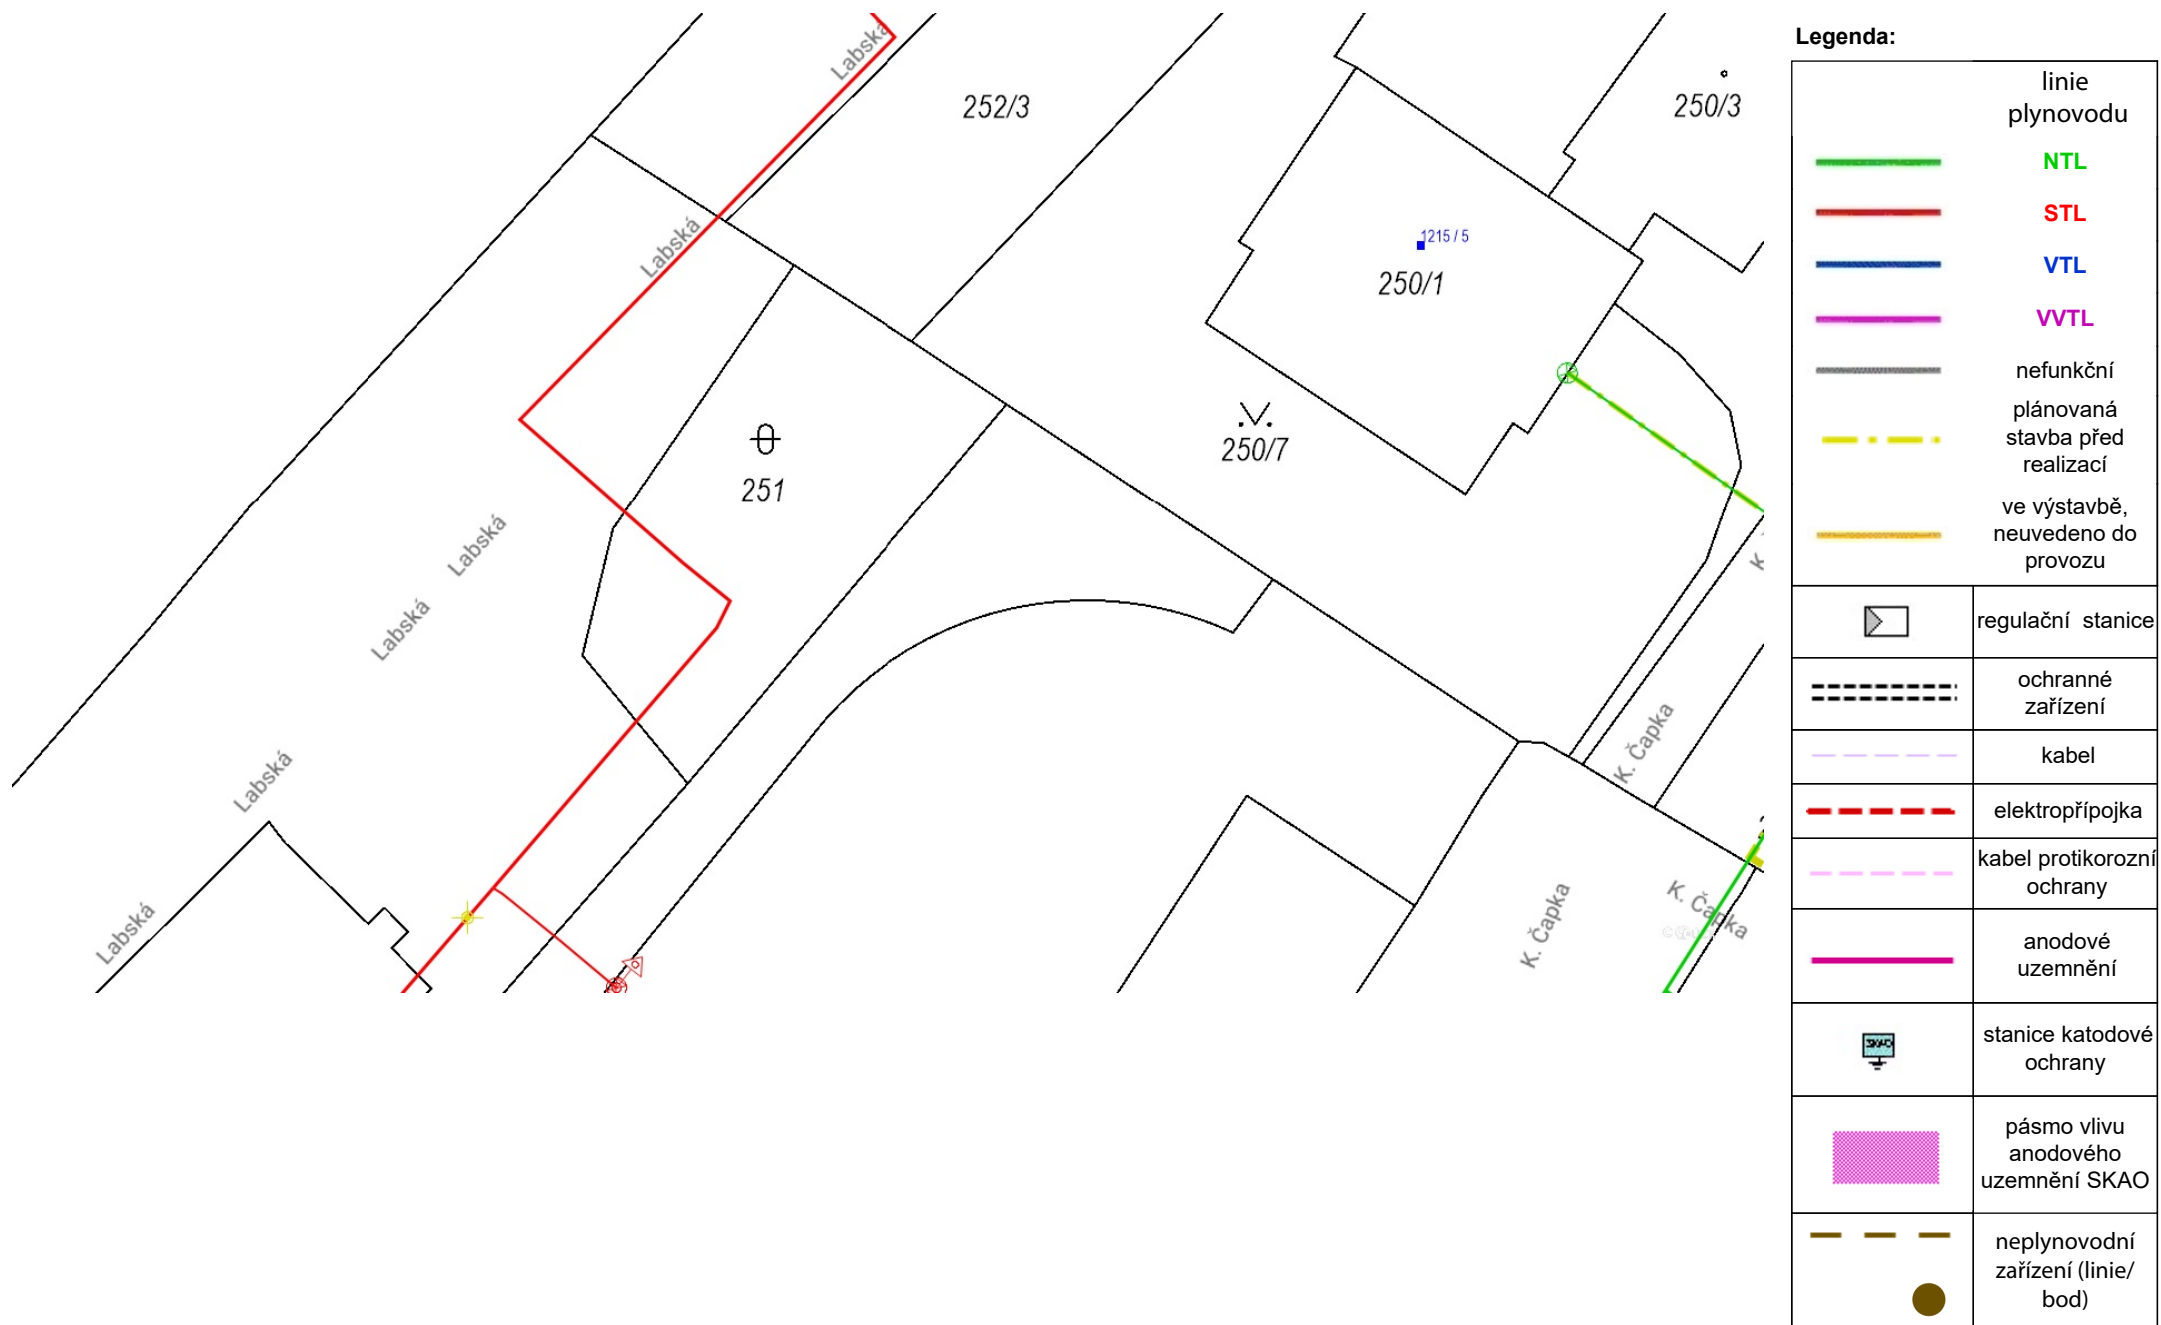 Labská
252/3
250/3
Labská
1215 / 5
250/1
250/7
251
Labská
Labská
K. Čapka
Labská
K. Čapka
K. Čapka
Labská
K.
Legenda:
linie
plynovodu
NTL
STL
VTL
VVTL
nefunkční
plánovaná
stavba před
realizací
ve výstavbě,
neuvedeno do
provozu
regulační stanice
ochranné
zařízení
kabel
elektropřípojka
kabel protikorozní
ochrany
anodové
uzemnění
SKAO
stanice katodové
ochrany
pásmo vlivu
anodového
uzemnění SKAO
neplynovodní
zařízení (linie/
bod)